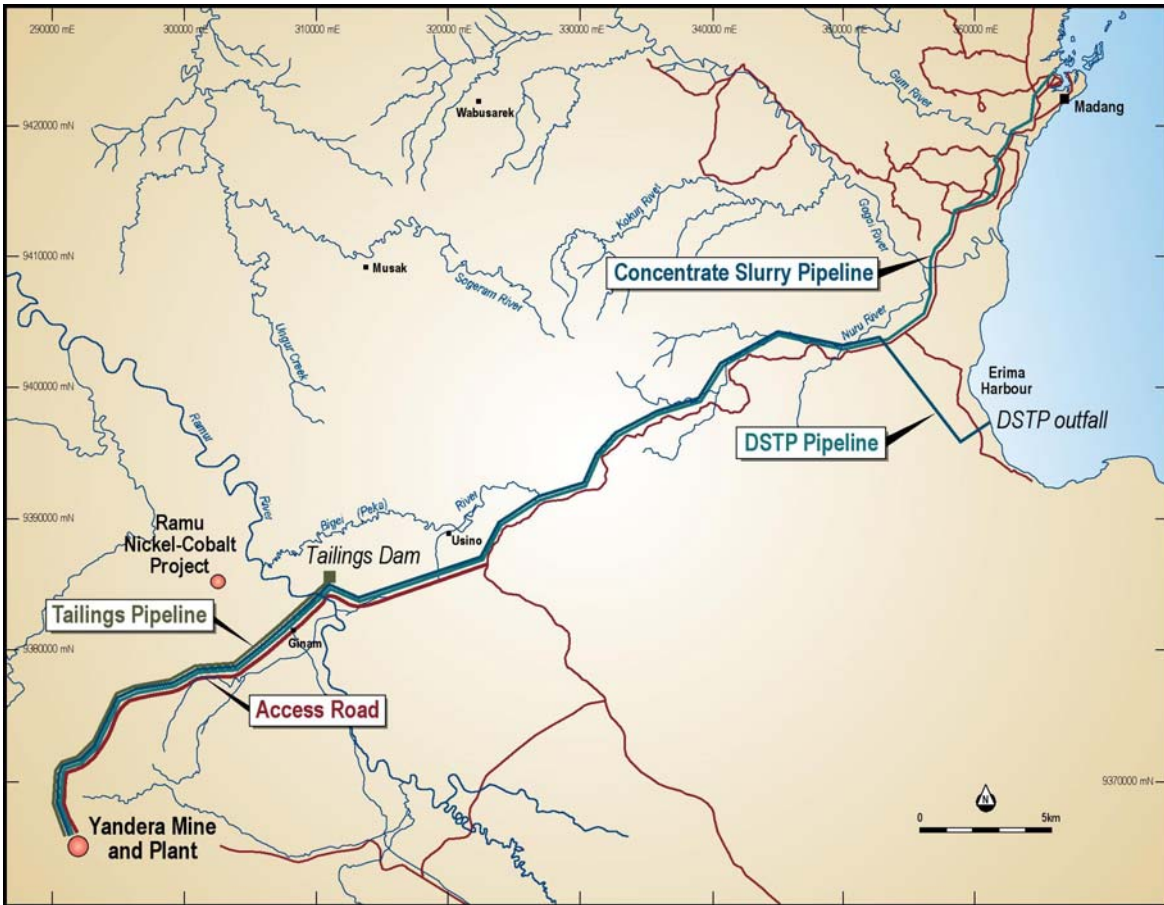 290000 mE
300000 mE
310000 mE
320000 mE
330000 mE
340000 mE
350000 mE
360000 mE
Gum River
Madang
Wabusarek
9420000 mN
Kokun River
Gogol River
9410000 mN
Musak
Sogeram River
Concentrate Slurry Pipeline
Ungur Creek
Nuru River
9400000 mN
Erima
Harbour
DSTP outfall
DSTP Pipeline
Ramur
River
9390000 mN
Bigei (Peka)
River
Usino
Ramu
Nickel-Cobalt
Project
Tailings Dam
Tailings Pipeline
9380000 mN
Ginam
Access Road
9370000 mN
Yandera Mine
and Plant
N
0
5km